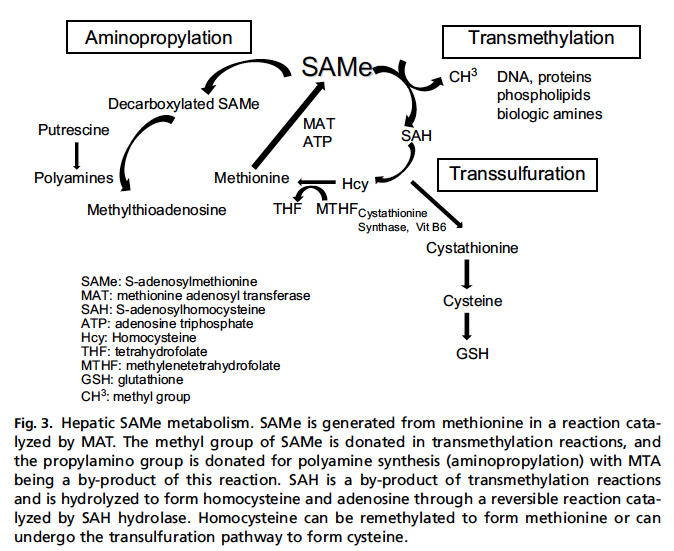 Aminopropylation
SAMe
Transmethylation
CH3 DNA, proteins
phospholipids
biologic amines
Decarboxylated SAMe
Putrescine
MAT
ATP
SAH
Polyamines
Methionine
Hcy
Transsulfuration
Methylthioadenosine
THF MTHF Cystathionine
Synthase, Vit B6
Cystathionine
Cysteine
GSH
SAMe: S-adenosylmethionine
MAT: methionine adenosyl transferase
SAH: S-adenosylhomocysteine
ATP: adenosine triphosphate
Hcy: Homocysteine
THF: tetrahydrofolate
MTHF: methylenetetrahydrofolate
GSH: glutathione
CH3: methyl group
Fig. 3. Hepatic SAMe metabolism. SAMe is generated from methionine in a reaction cata-
lyzed by MAT. The methyl group of SAMe is donated in transmethylation reactions, and
the propylamino group is donated for polyamine synthesis (aminopropylation) with MTA
being a by-product of this reaction. SAH is a by-product of transmethylation reactions
and is hydrolyzed to form homocysteine and adenosine through a reversible reaction cata-
lyzed by SAH hydrolase. Homocysteine can be remethylated to form methionine or can
undergo the transulfuration pathway to form cysteine.